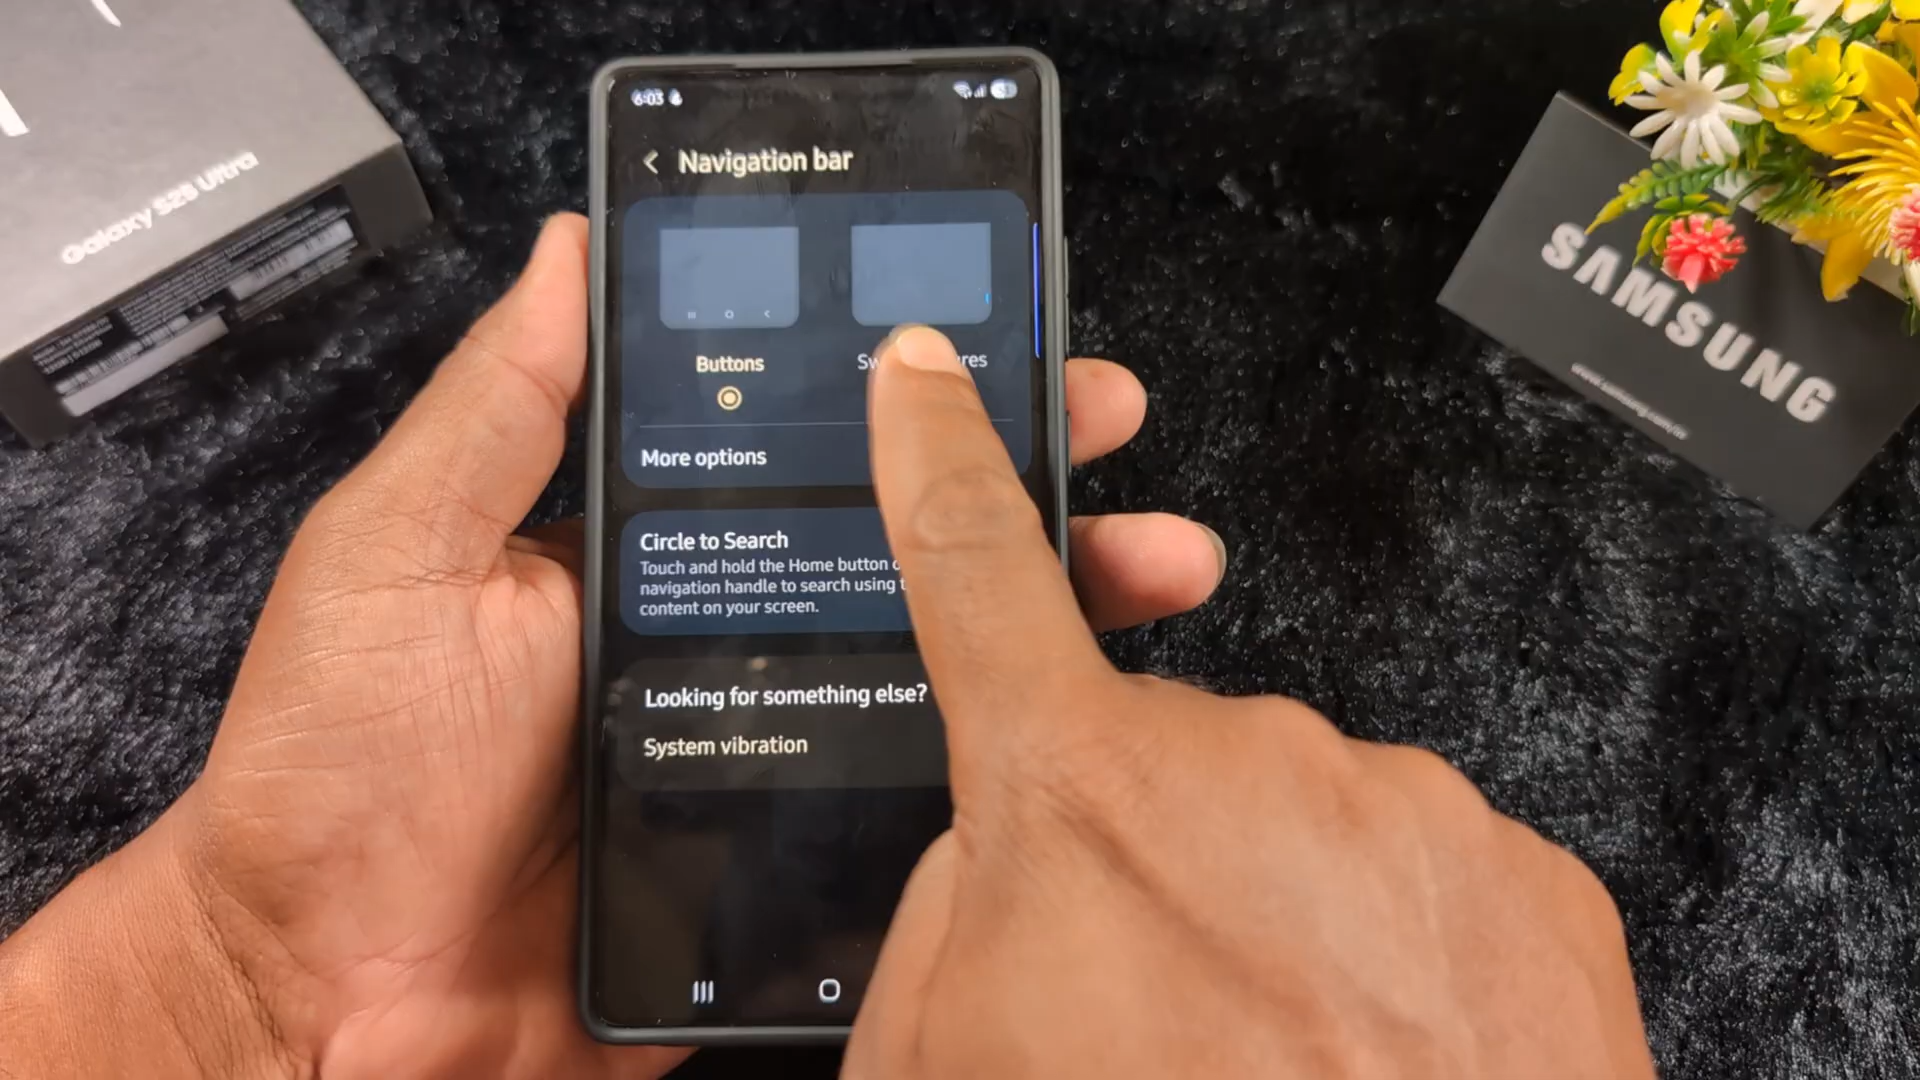 Galaxy S25 Ultra
6:03
Navigation bar
Buttons
More options
Circle to Search
Touch and hold the Home button
navigation handle to search using
content on your screen.
Looking for something else?
System vibration
SAMSUNG